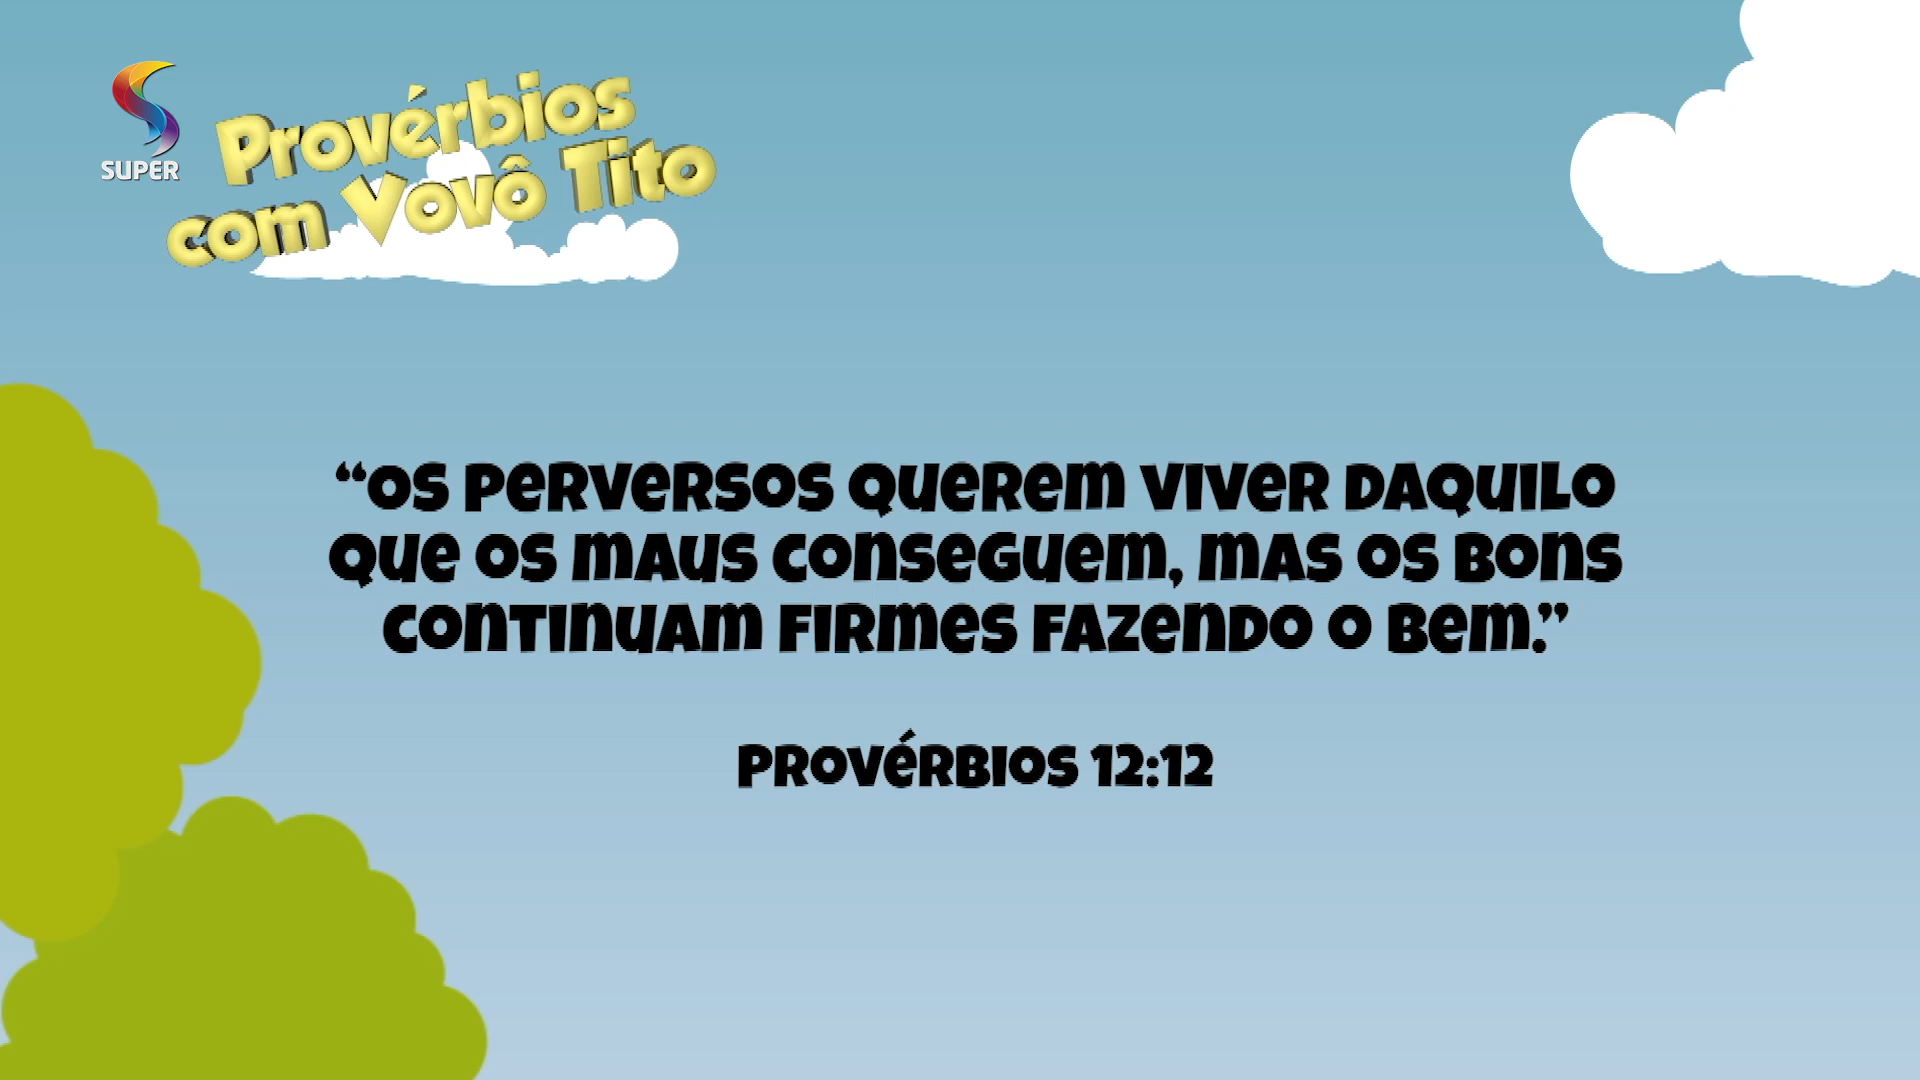 SUPER
Provérbios
com Vovô Tito
“Os perversos querem viver daquilo
que os maus conseguem, mas os bons
continuam firmes fazendo o bem.”
Provérbios 12:12